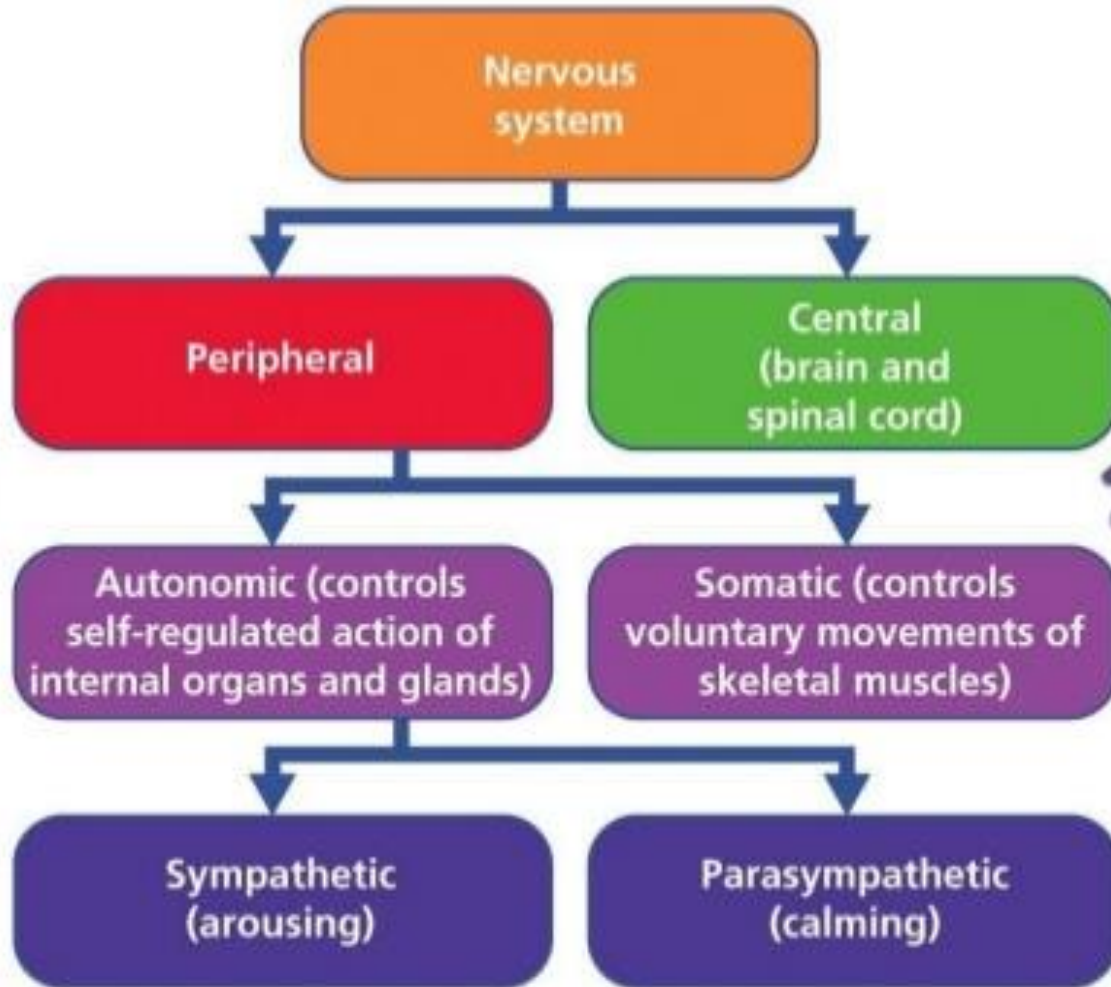 Nervous
system
Peripheral
Central
(brain and
spinal cord)
Autonomic (controls
self-regulated action of
internal organs and glands)
Somatic (controls
voluntary movements of
skeletal muscles)
Sympathetic
(arousing)
Parasympathetic
(calming)